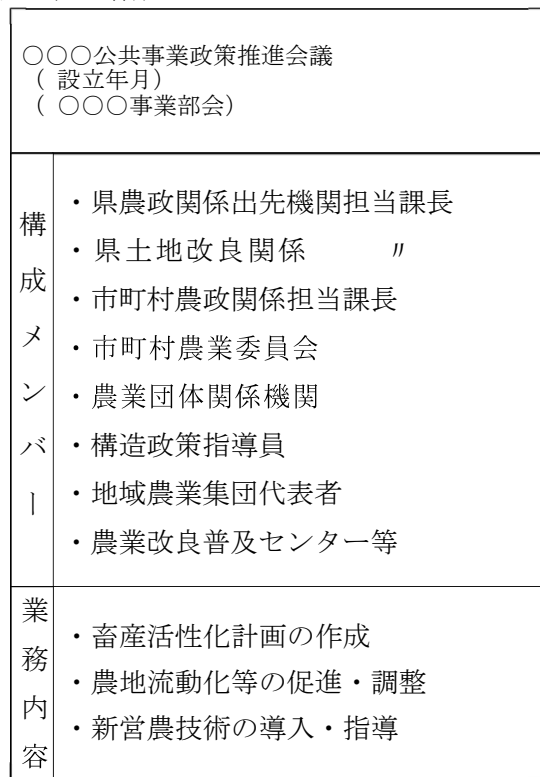 ○○○公共事業政策推進会議
( 設立年月)
( ○○○事業部会)
構成メンバー
・県農政関係出先機関担当課長
・県土地改良関係　　　〃
・市町村農政関係担当課長
・市町村農業委員会
・農業団体関係機関
・構造政策指導員
・地域農業集団代表者
・農業改良普及センター等
業務内容
・畜産活性化計画の作成
・農地流動化等の促進・調整
・新営農技術の導入・指導